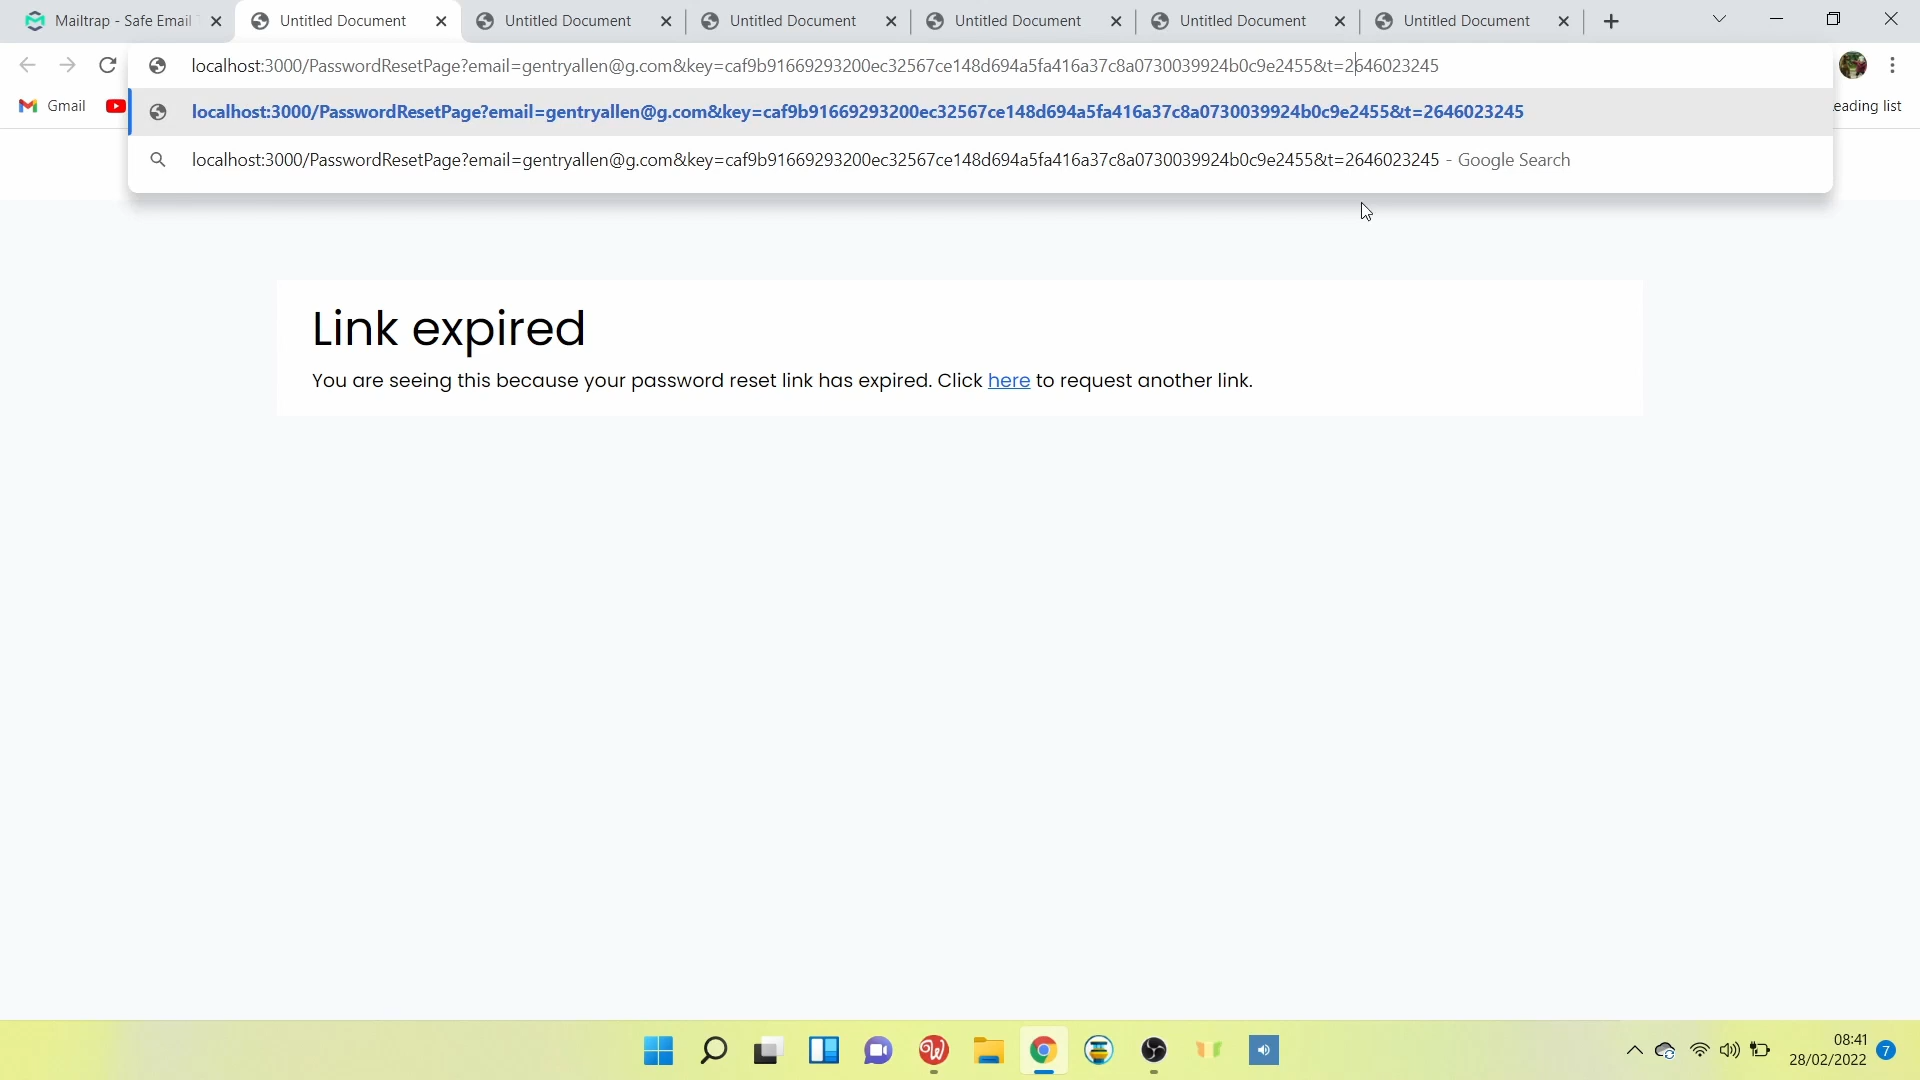 Mailtrap - Safe Email T
Untitled Document
Untitled Document
Untitled Document
Untitled Document
Untitled Document
Untitled Document
localhost:3000/PasswordResetPage?email=gentryallen@g.com&key=caf9b91669293200ec32567ce148d694a5fa416a37c8a0730039924b0c9e2455&t=2646023245
Gmail
eading list
localhost:3000/PasswordResetPage?email=gentryallen@g.com&key=caf9b91669293200ec32567ce148d694a5fa416a37c8a0730039924b0c9e2455&t=2646023245
localhost:3000/PasswordResetPage?email=gentryallen@g.com&key=caf9b91669293200ec32567ce148d694a5fa416a37c8a0730039924b0c9e2455&t=2646023245 - Google Search
Link expired
You are seeing this because your password reset link has expired. Click here to request another link.
08:41
28/02/2022
7